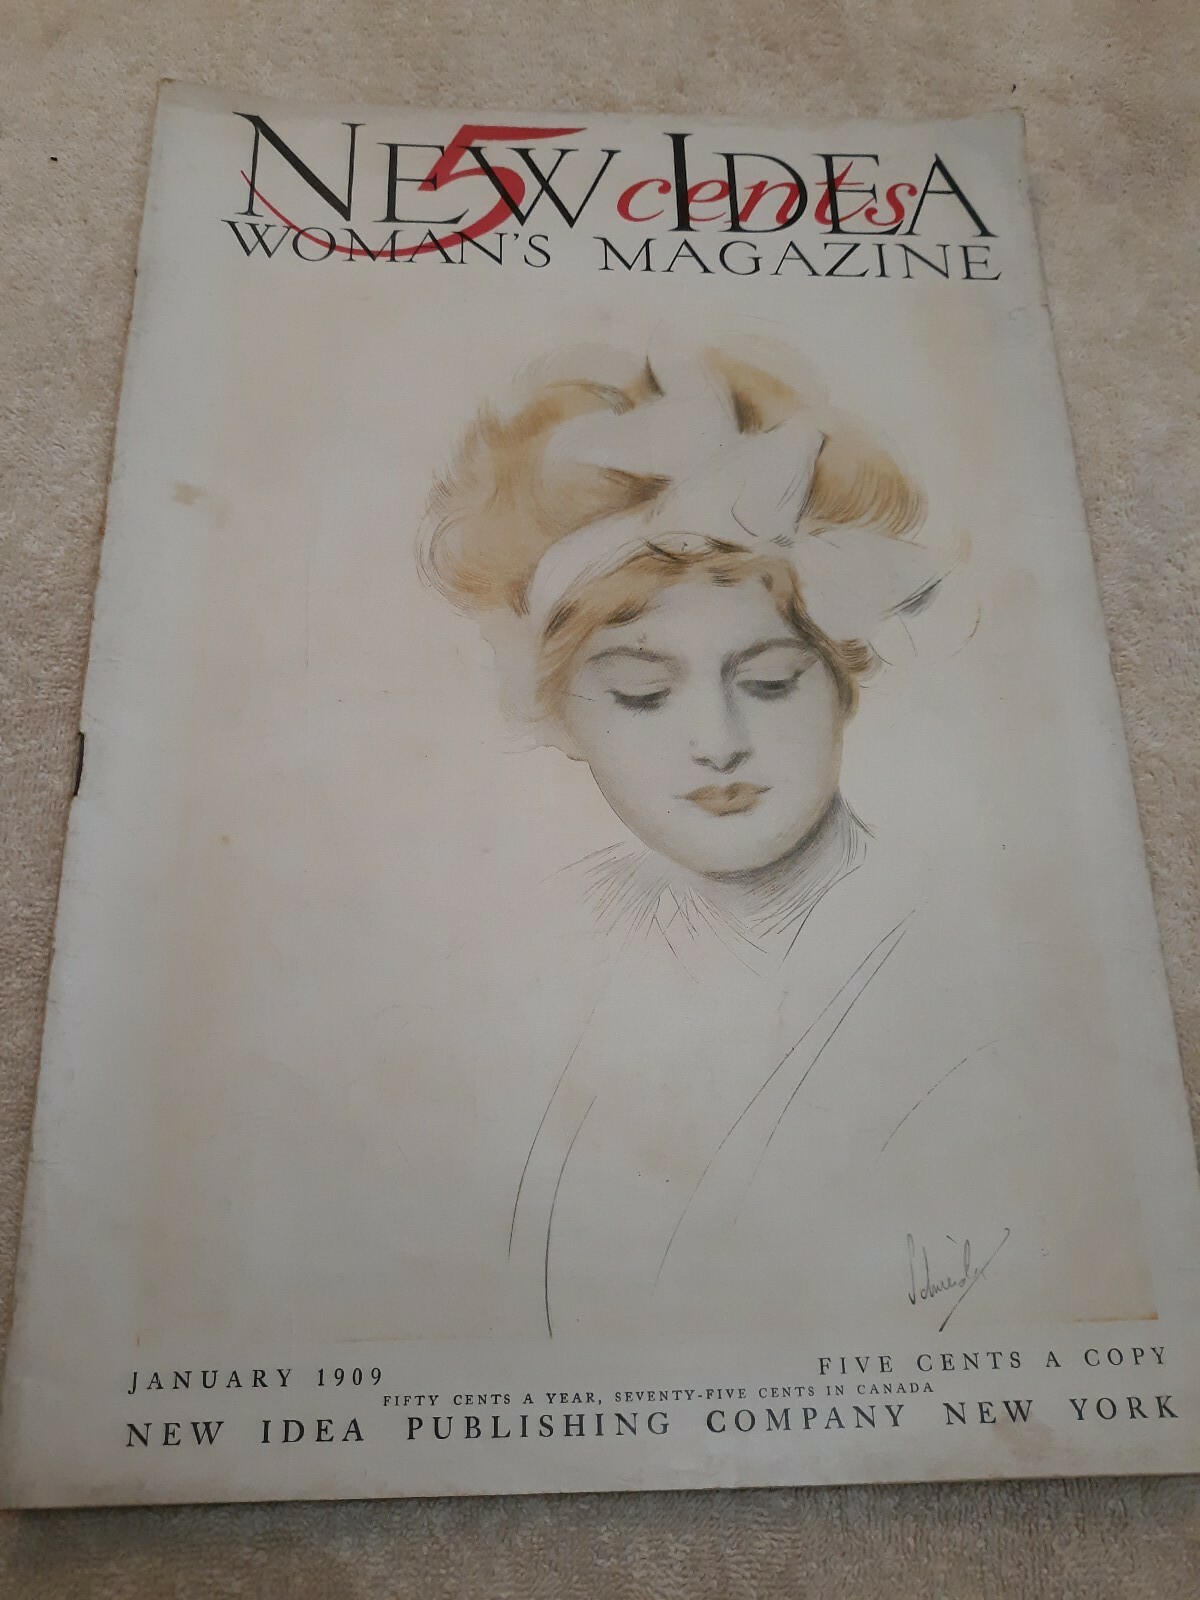 NEW IDEA
5 cents
WOMAN'S MAGAZINE
JANUARY 1909
FIVE CENTS A COPY
FIFTY CENTS A YEAR, SEVENTY-FIVE CENTS IN CANADA
NEW IDEA PUBLISHING COMPANY NEW YORK